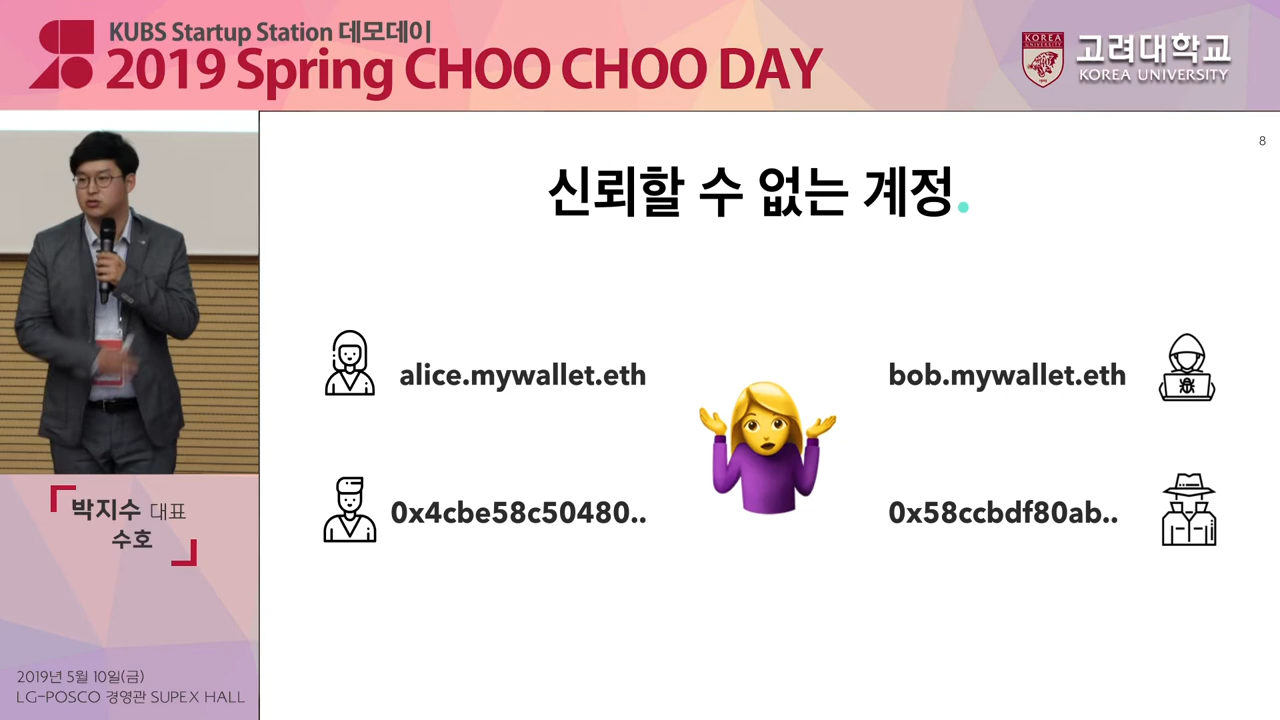 KUBS Startup Station 데모데이
2019 Spring CHOO CHOO DAY
KOREA
UNIVERSITY
고려대학교
KOREA UNIVERSITY
8
신뢰할 수 없는 계정.
alice.mywallet.eth
bob.mywallet.eth
0x4cbe58c50480..
0x58ccbdf80ab..
박지수 대표
수호
2019년 5월 10일(금)
LG-POSCO 경영관 SUPEX HALL